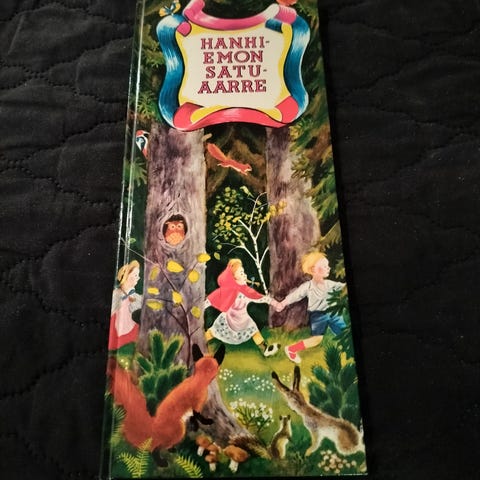 HANHI-
EMON
SATU-
AARRE